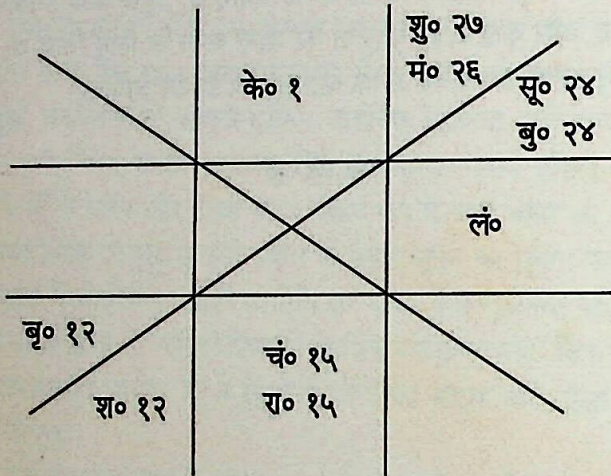 शु० २७
मं० २६
के० १
सू० २४
बु० २४
लं०
बृ० १२
श० १२
चं० १५
रा० १५